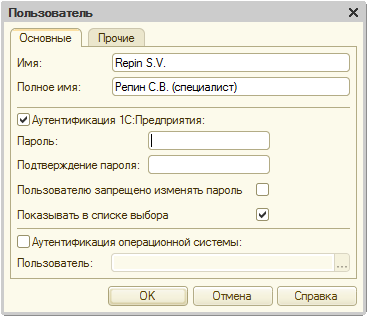 Пользователь
Основные Прочие
Имя: Repin S.V.
Полное имя: Репин С.В. (специалист)
Аутентификация 1С:Предприятия:
Пароль:
Подтверждение пароля:
Пользователю запрещено изменять пароль
Показывать в списке выбора
Аутентификация операционной системы:
Пользователь: ...
OK Отмена Справка